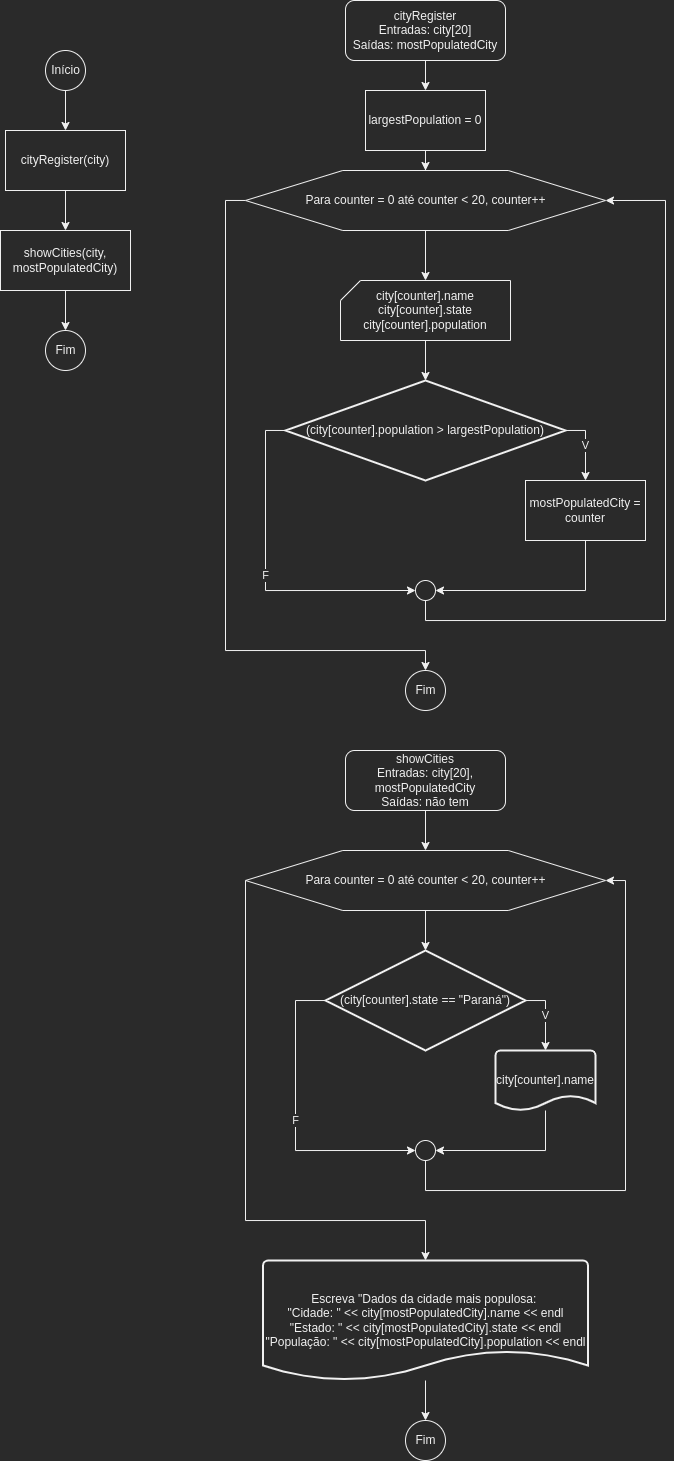 Início
cityRegister(city)
showCities(city,
mostPopulatedCity)
Fim
cityRegister
Entradas: city[20]
Saídas: mostPopulatedCity
largestPopulation = 0
Para counter = 0 até counter < 20, counter++
city[counter].name
city[counter].state
city[counter].population
(city[counter].population > largestPopulation)
V
mostPopulatedCity =
counter
F
Fim
showCities
Entradas: city[20],
mostPopulatedCity
Saídas: não tem
Para counter = 0 até counter < 20, counter++
(city[counter].state == "Paraná")
V
city[counter].name
F
Escreva "Dados da cidade mais populosa:
"Cidade: " << city[mostPopulatedCity].name << endl
"Estado: " << city[mostPopulatedCity].state << endl
"População: " << city[mostPopulatedCity].population << endl
Fim